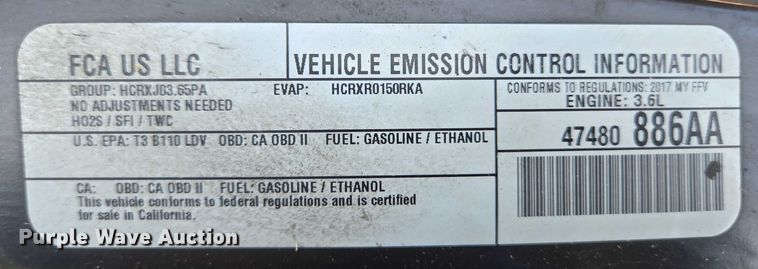 FCA US LLC
VEHICLE EMISSION CONTROL INFORMATION
GROUP: HCRXJ03.65PA EVAP: HCRXR0150RKA
NO ADJUSTMENTS NEEDED
HO2S / SFI / TWC
CONFORMS TO REGULATIONS: 2017 MY FFV
ENGINE: 3.6L
U.S. EPA: T3 B110 LDV OBD: CA OBD II FUEL: GASOLINE / ETHANOL
47480 886AA
CA: OBD: CA OBD II FUEL: GASOLINE / ETHANOL
This vehicle conforms to federal regulations and is certified
for sale in California.
Purple Wave Auction